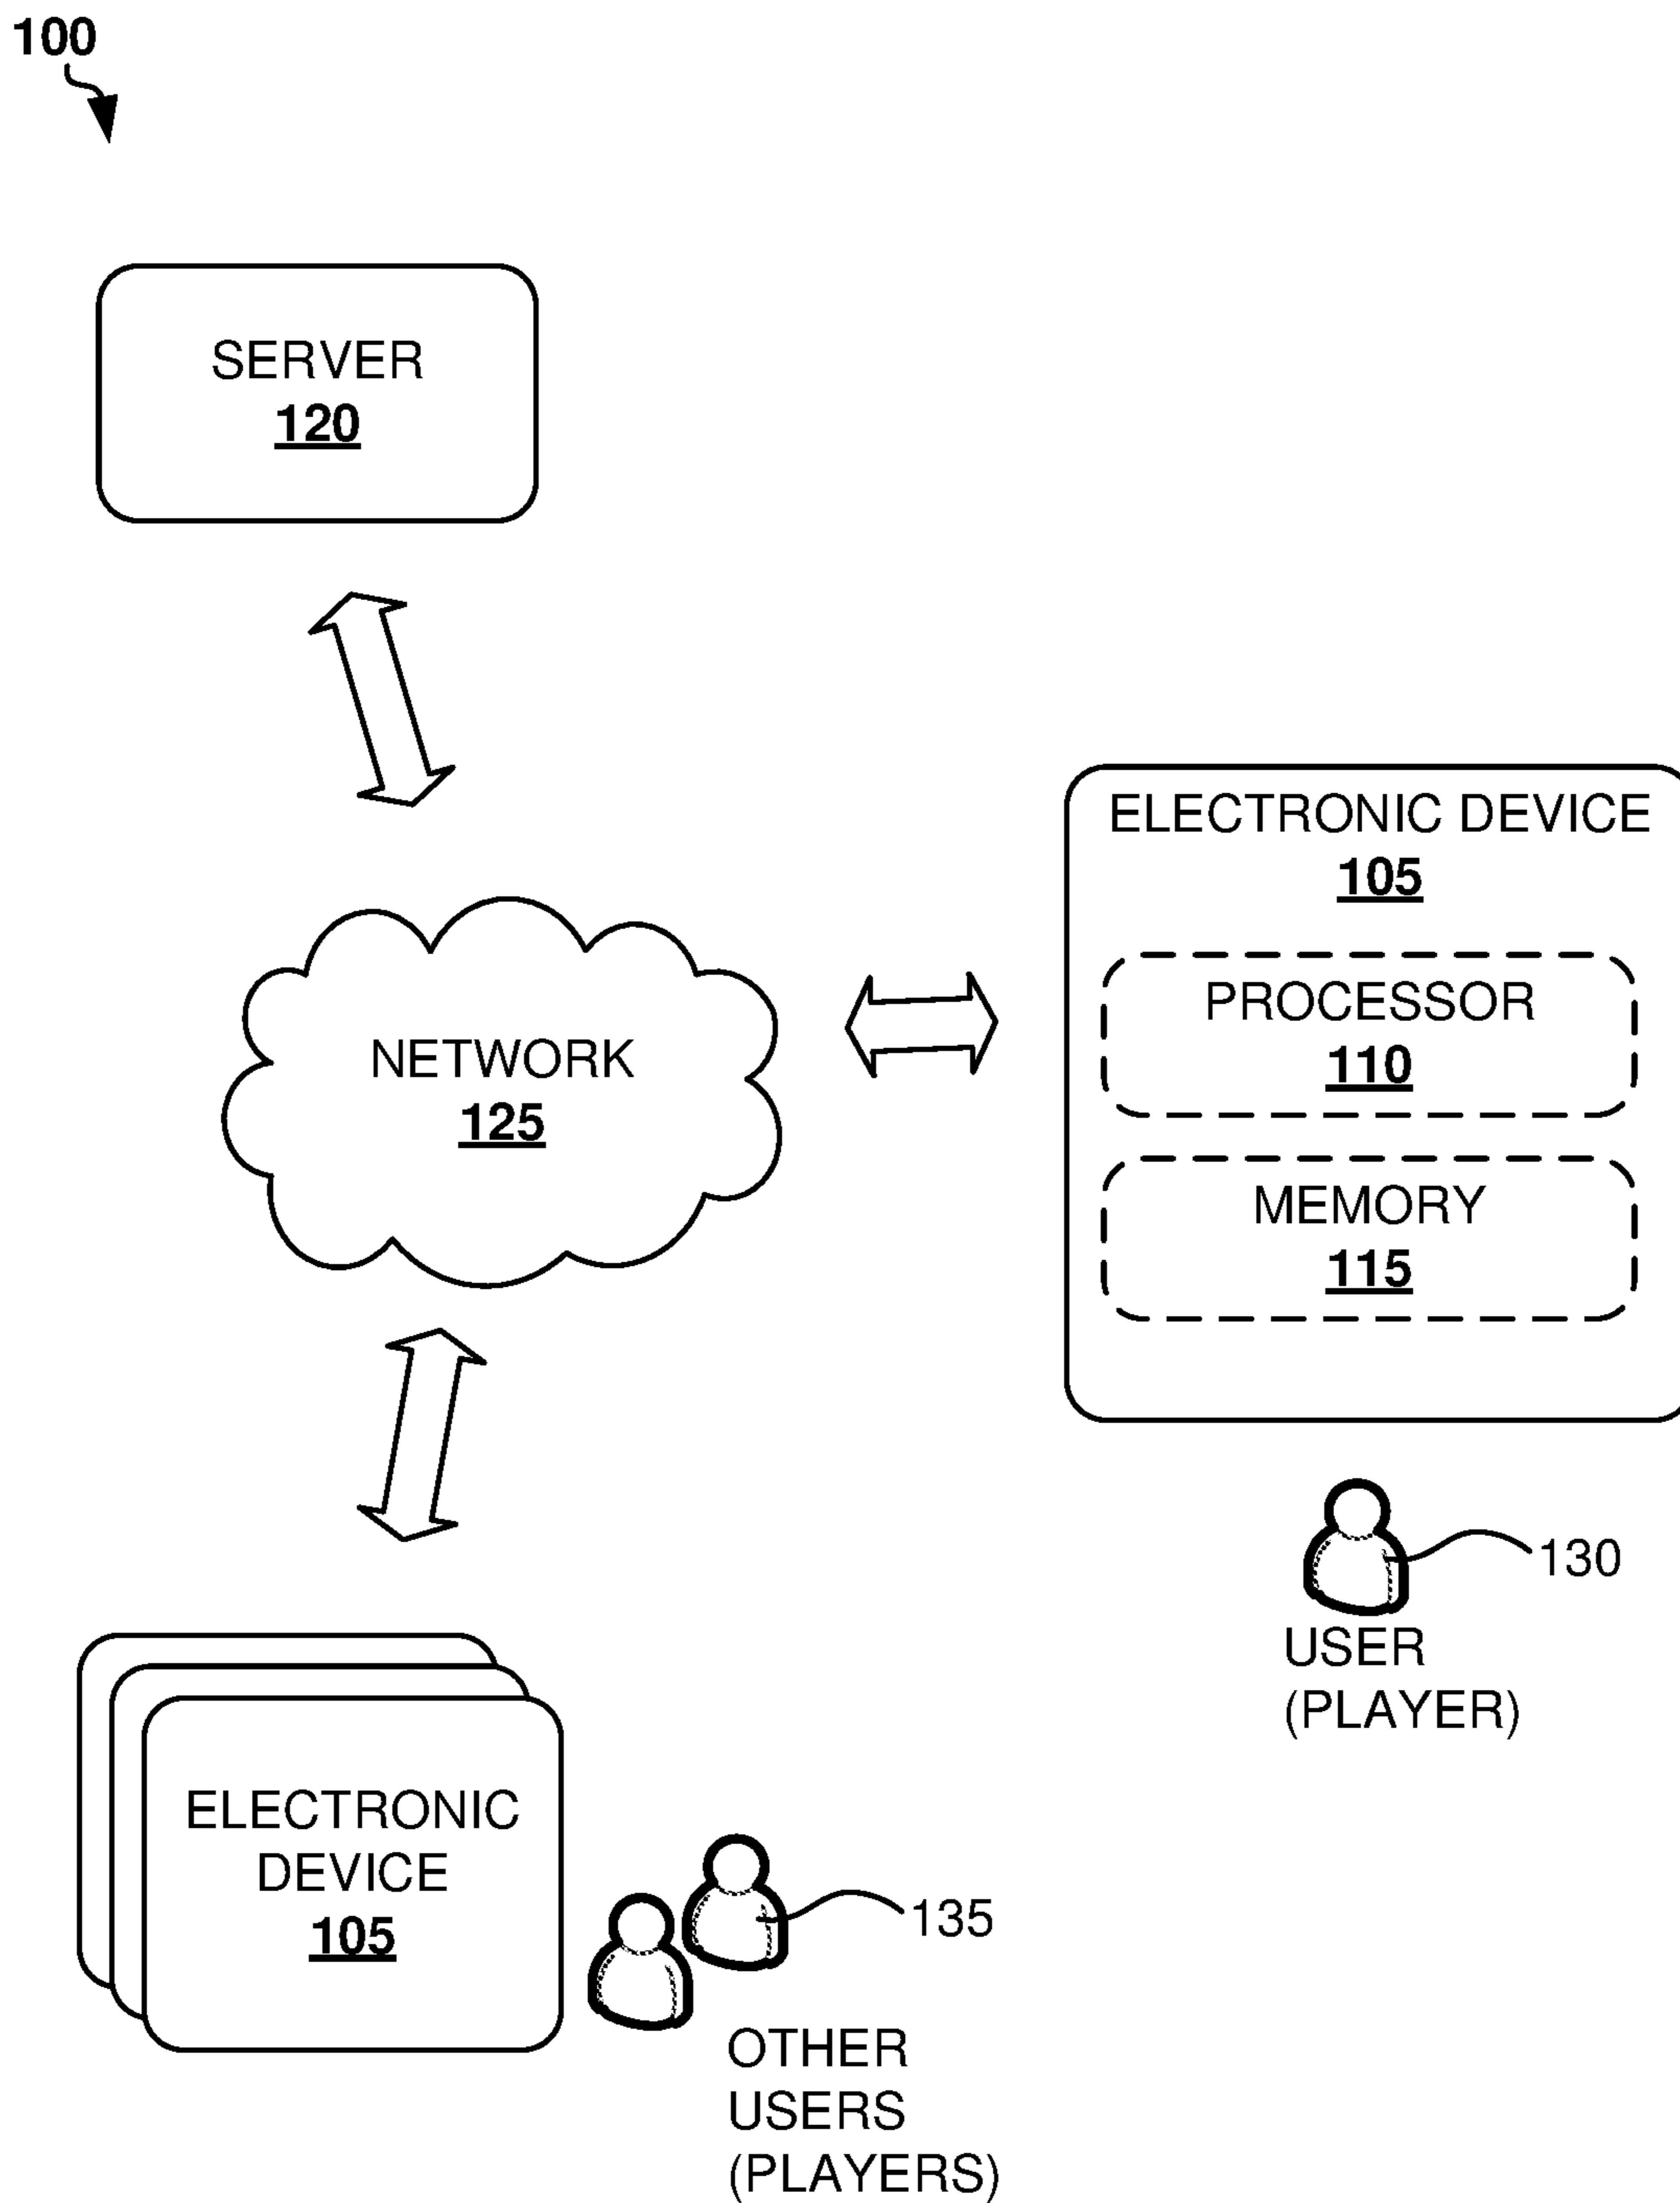 100
SERVER
120
ELECTRONIC DEVICE
105
PROCESSOR
110
MEMORY
115
NETWORK
125
130
USER
(PLAYER)
ELECTRONIC
DEVICE
105
135
OTHER
USERS
(PLAYERS)